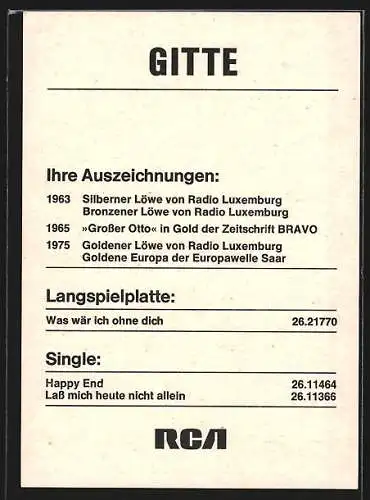 GITTE
Ihre Auszeichnungen:
1963 Silberner Löwe von Radio Luxemburg
Bronzener Löwe von Radio Luxemburg
1965 »Großer Otto« in Gold der Zeitschrift BRAVO
1975 Goldener Löwe von Radio Luxemburg
Goldene Europa der Europawelle Saar
Langspielplatte:
Was wär ich ohne dich 26.21770
Single:
Happy End 26.11464
Laß mich heute nicht allein 26.11366
RCA